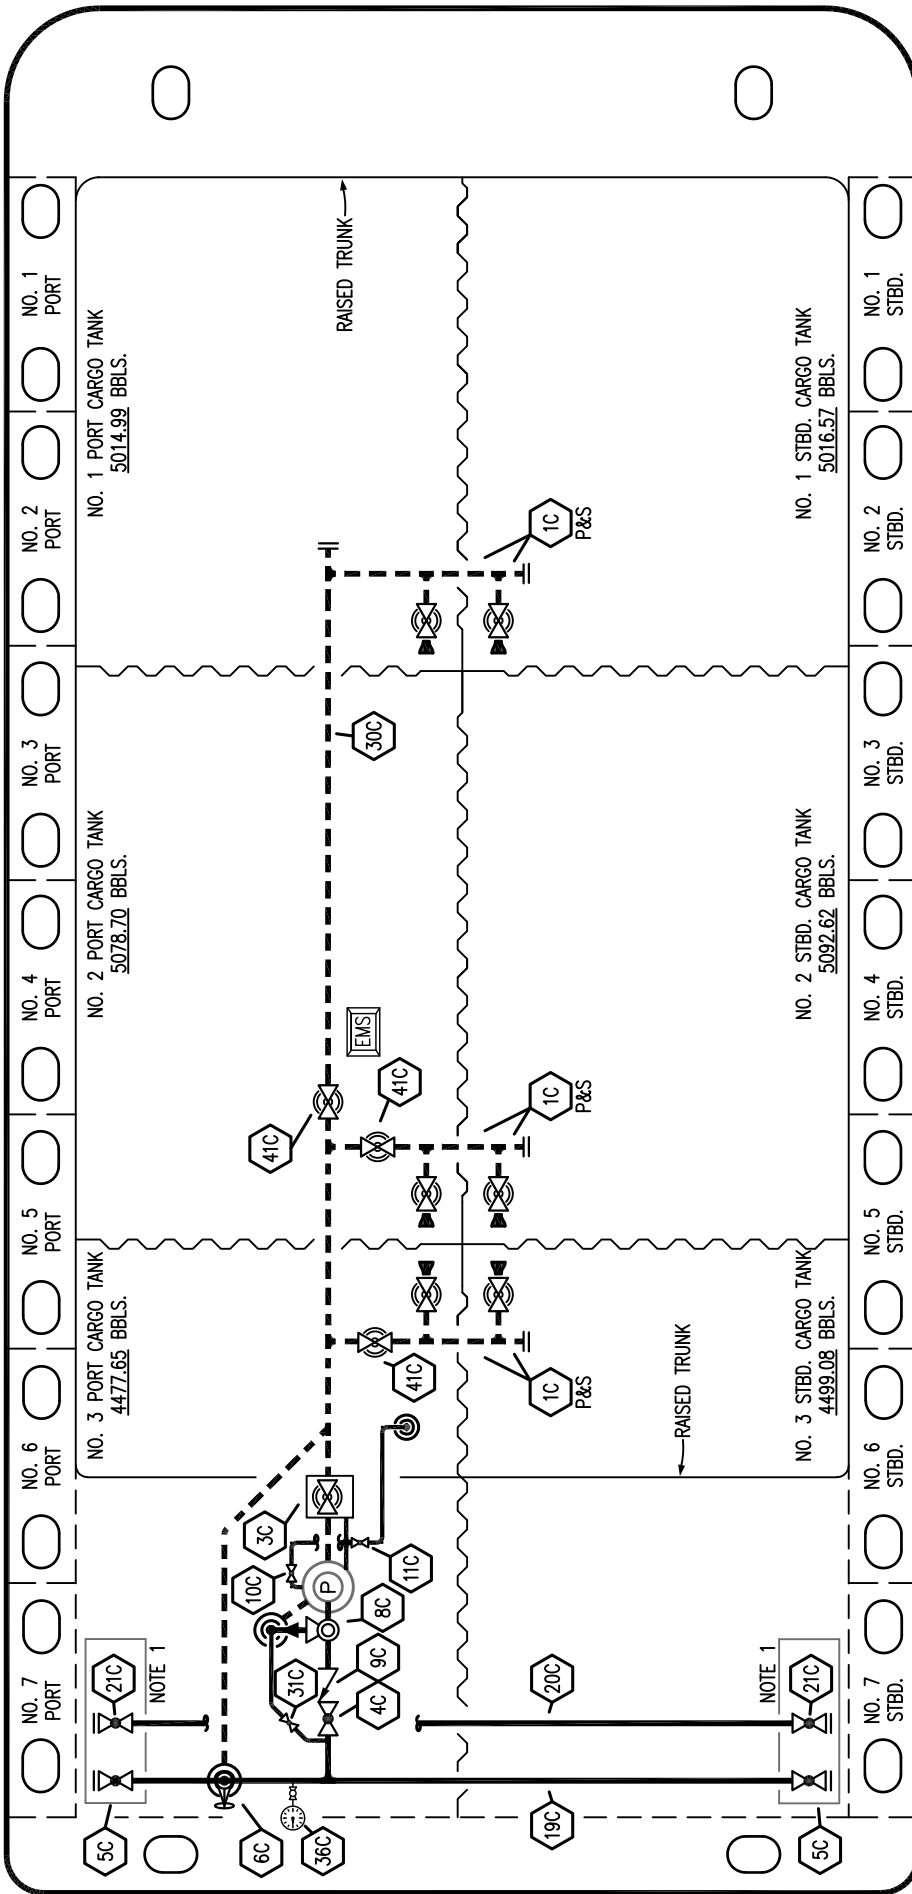 NO. 1
PORT
NO. 2
PORT
NO. 3
PORT
NO. 4
PORT
NO. 5
PORT
NO. 6
PORT
NO. 7
PORT
NO. 1 PORT CARGO TANK
5014.99 BBLS.
NO. 2 PORT CARGO TANK
5078.70 BBLS.
NO. 3 PORT CARGO TANK
4477.65 BBLS.
RAISED TRUNK
1C
P&S
30C
EMS
41C
41C
1C
P&S
41C
1C
P&S
3C
10C
11C
P
8C
9C
4C
31C
21C
NOTE 1
5C
6C
36C
19C
20C
NOTE 1
21C
5C
RAISED TRUNK
NO. 1 STBD. CARGO TANK
5016.57 BBLS.
NO. 2 STBD. CARGO TANK
5092.62 BBLS.
NO. 3 STBD. CARGO TANK
4499.08 BBLS.
NO. 1
STBD.
NO. 2
STBD.
NO. 3
STBD.
NO. 4
STBD.
NO. 5
STBD.
NO. 6
STBD.
NO. 7
STBD.